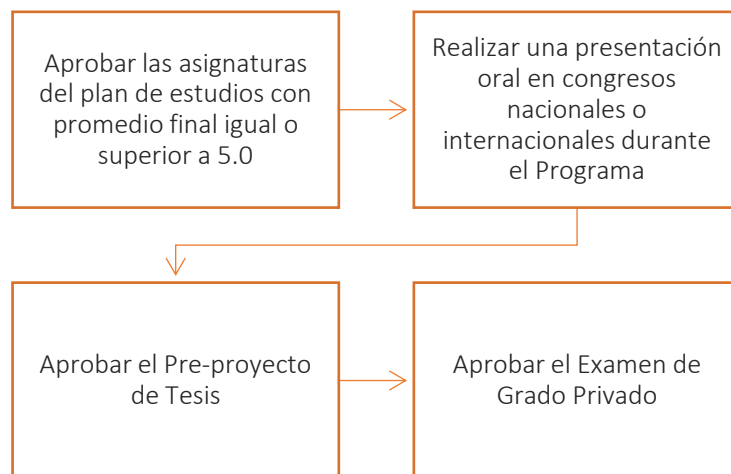 Aprobar las asignaturas
del plan de estudios con
promedio final igual o
superior a 5.0
Realizar una presentación
oral en congresos
nacionales o
internacionales durante
el Programa
Aprobar el Pre-proyecto
de Tesis
Aprobar el Examen de
Grado Privado